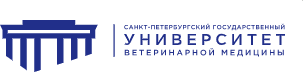 САНКТ-ПЕТЕРБУРГСКИЙ ГОСУДАРСТВЕННЫЙ
УНИВЕРСИТЕТ
ВЕТЕРИНАРНОЙ МЕДИЦИНЫ